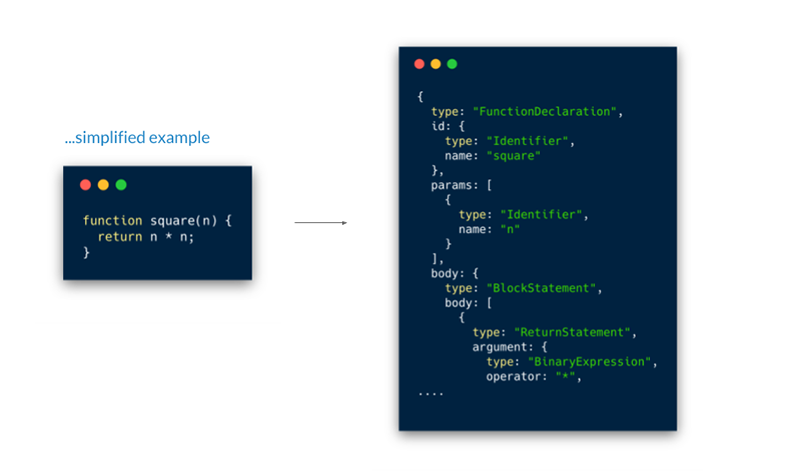 ...simplified example
function square(n) {
  return n * n;
}
{
  type: "FunctionDeclaration",
  id: {
    type: "Identifier",
    name: "square"
  },
  params: [
    {
      type: "Identifier",
      name: "n"
    }
  ],
  body: {
    type: "BlockStatement",
    body: [
      {
        type: "ReturnStatement",
        argument: {
          type: "BinaryExpression",
          operator: "*",
....